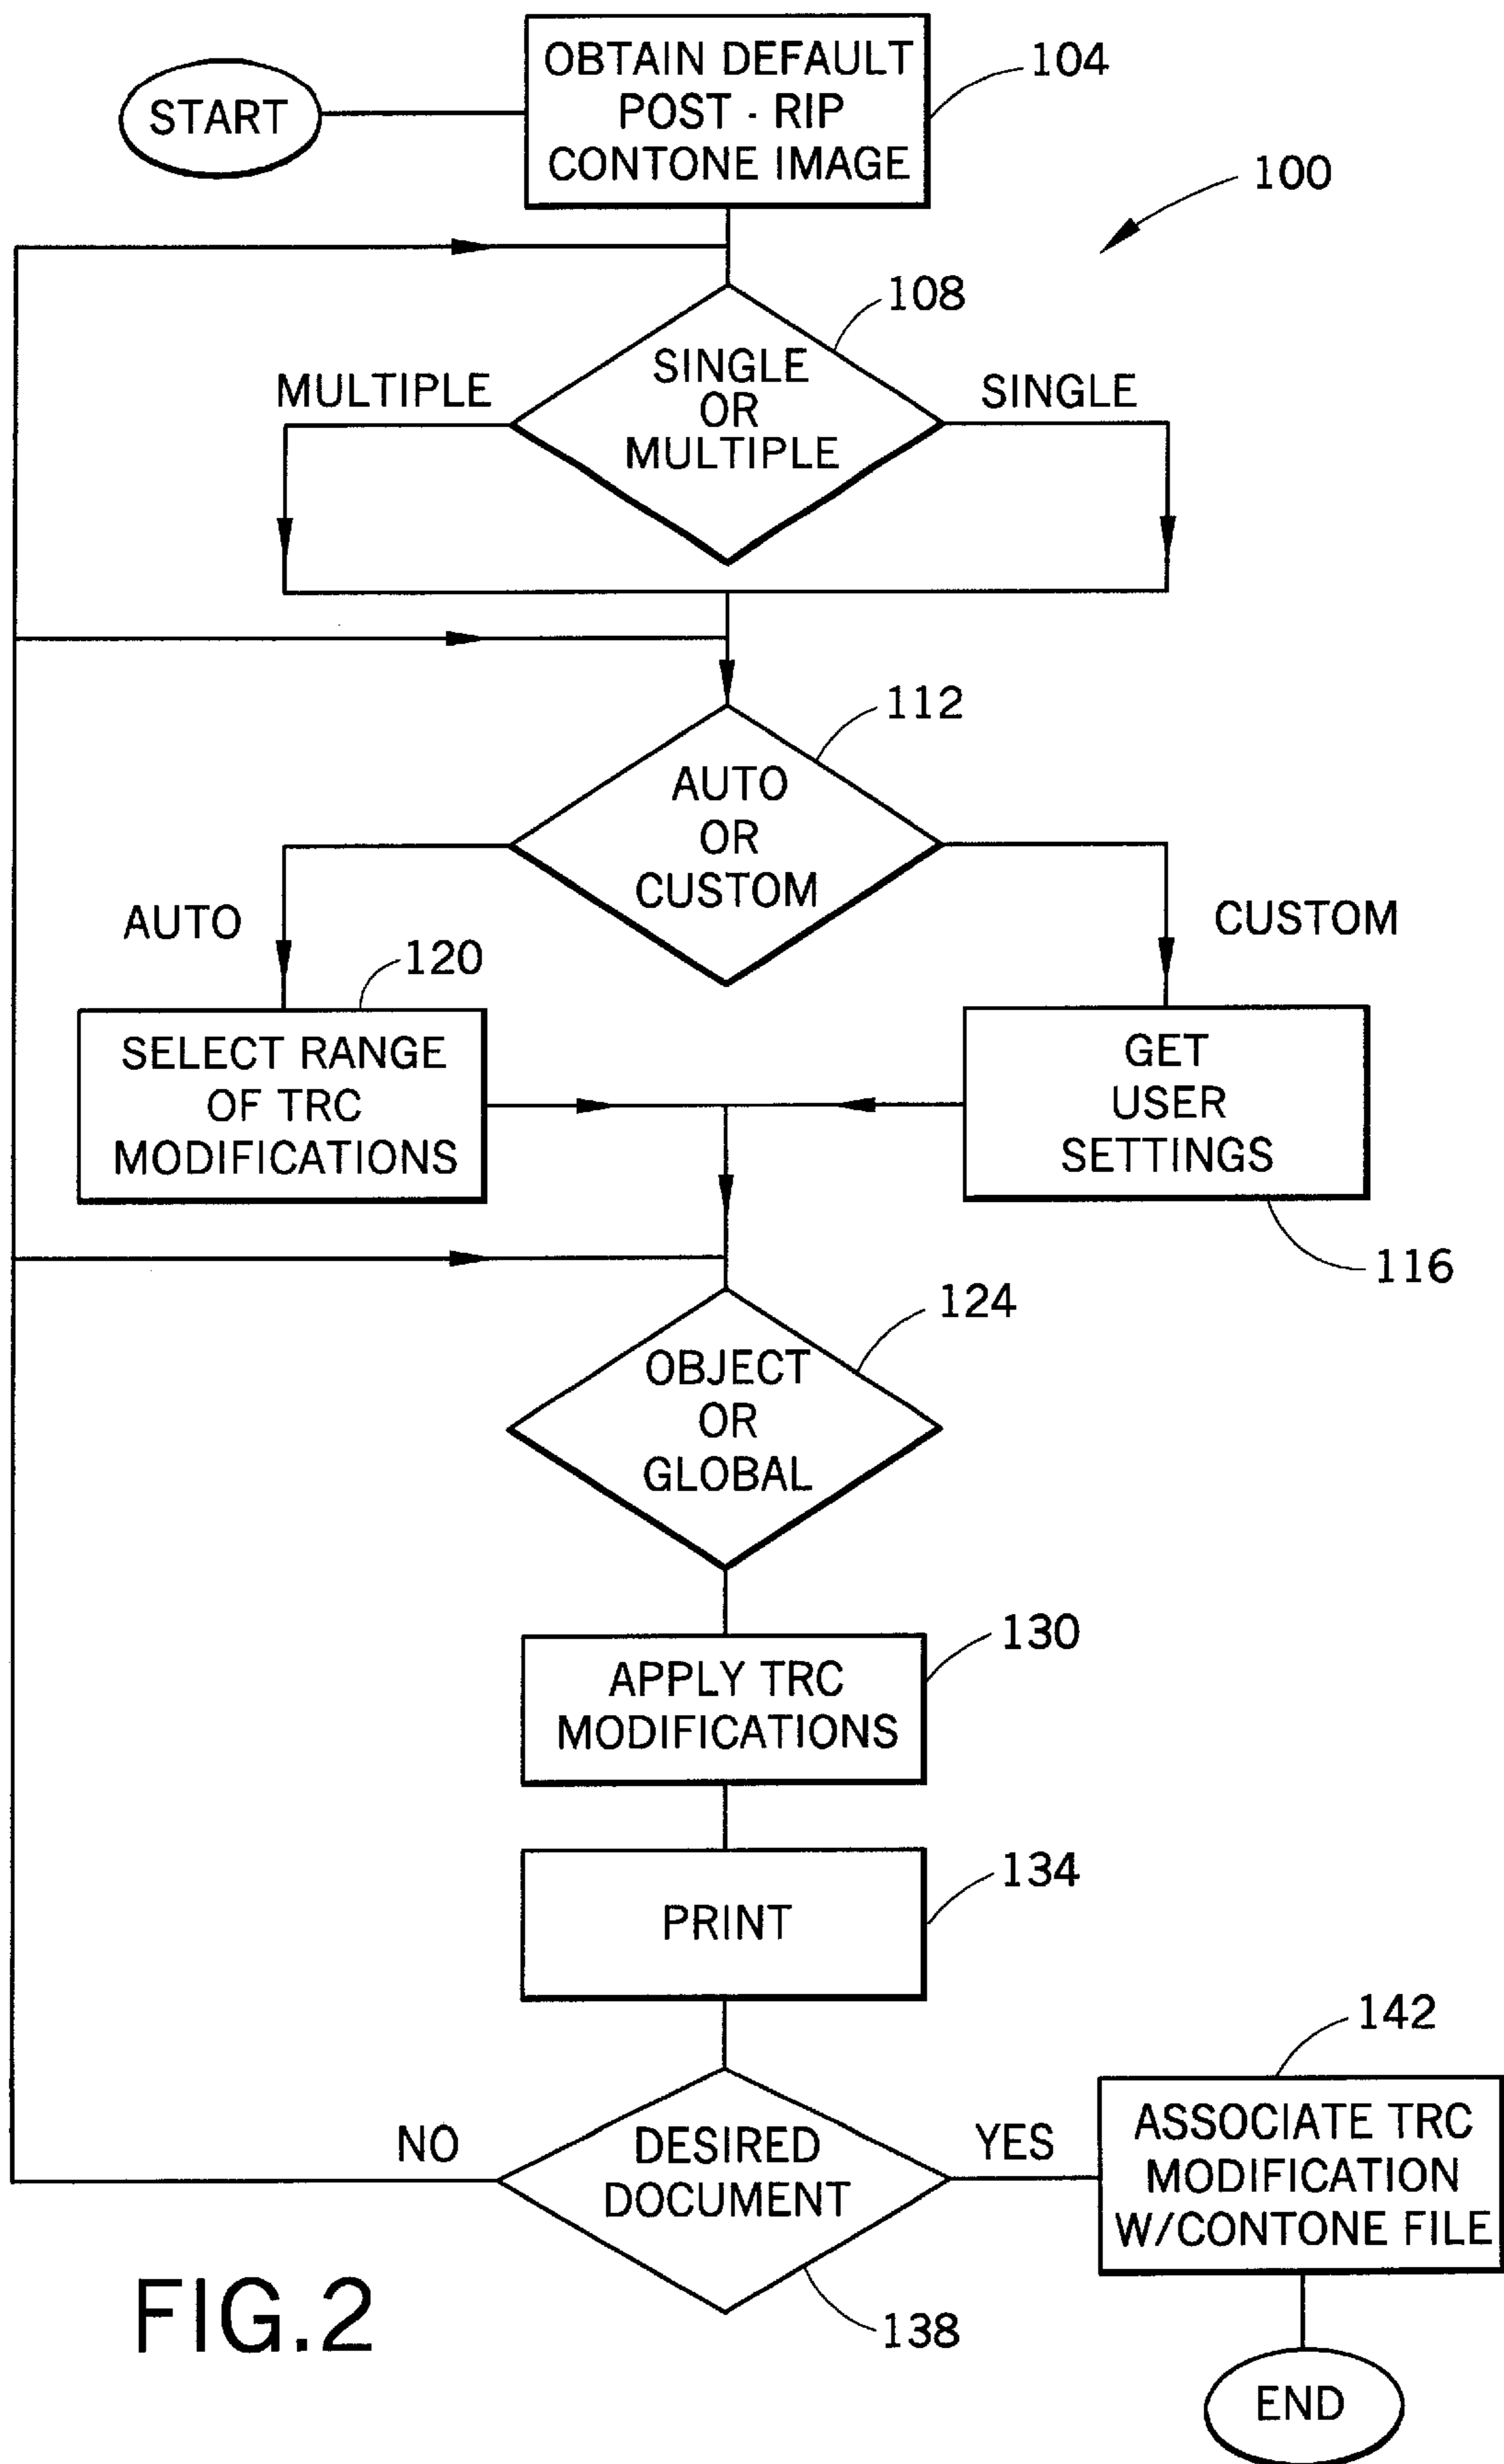 START
OBTAIN DEFAULT
POST - RIP
CONTONE IMAGE
104
100
108
MULTIPLE
SINGLE
OR
MULTIPLE
SINGLE
112
AUTO
OR
CUSTOM
AUTO
CUSTOM
120
SELECT RANGE
OF TRC
MODIFICATIONS
GET
USER
SETTINGS
116
124
OBJECT
OR
GLOBAL
130
APPLY TRC
MODIFICATIONS
134
PRINT
142
NO
DESIRED
DOCUMENT
YES
ASSOCIATE TRC
MODIFICATION
W/CONTONE FILE
138
FIG.2
END